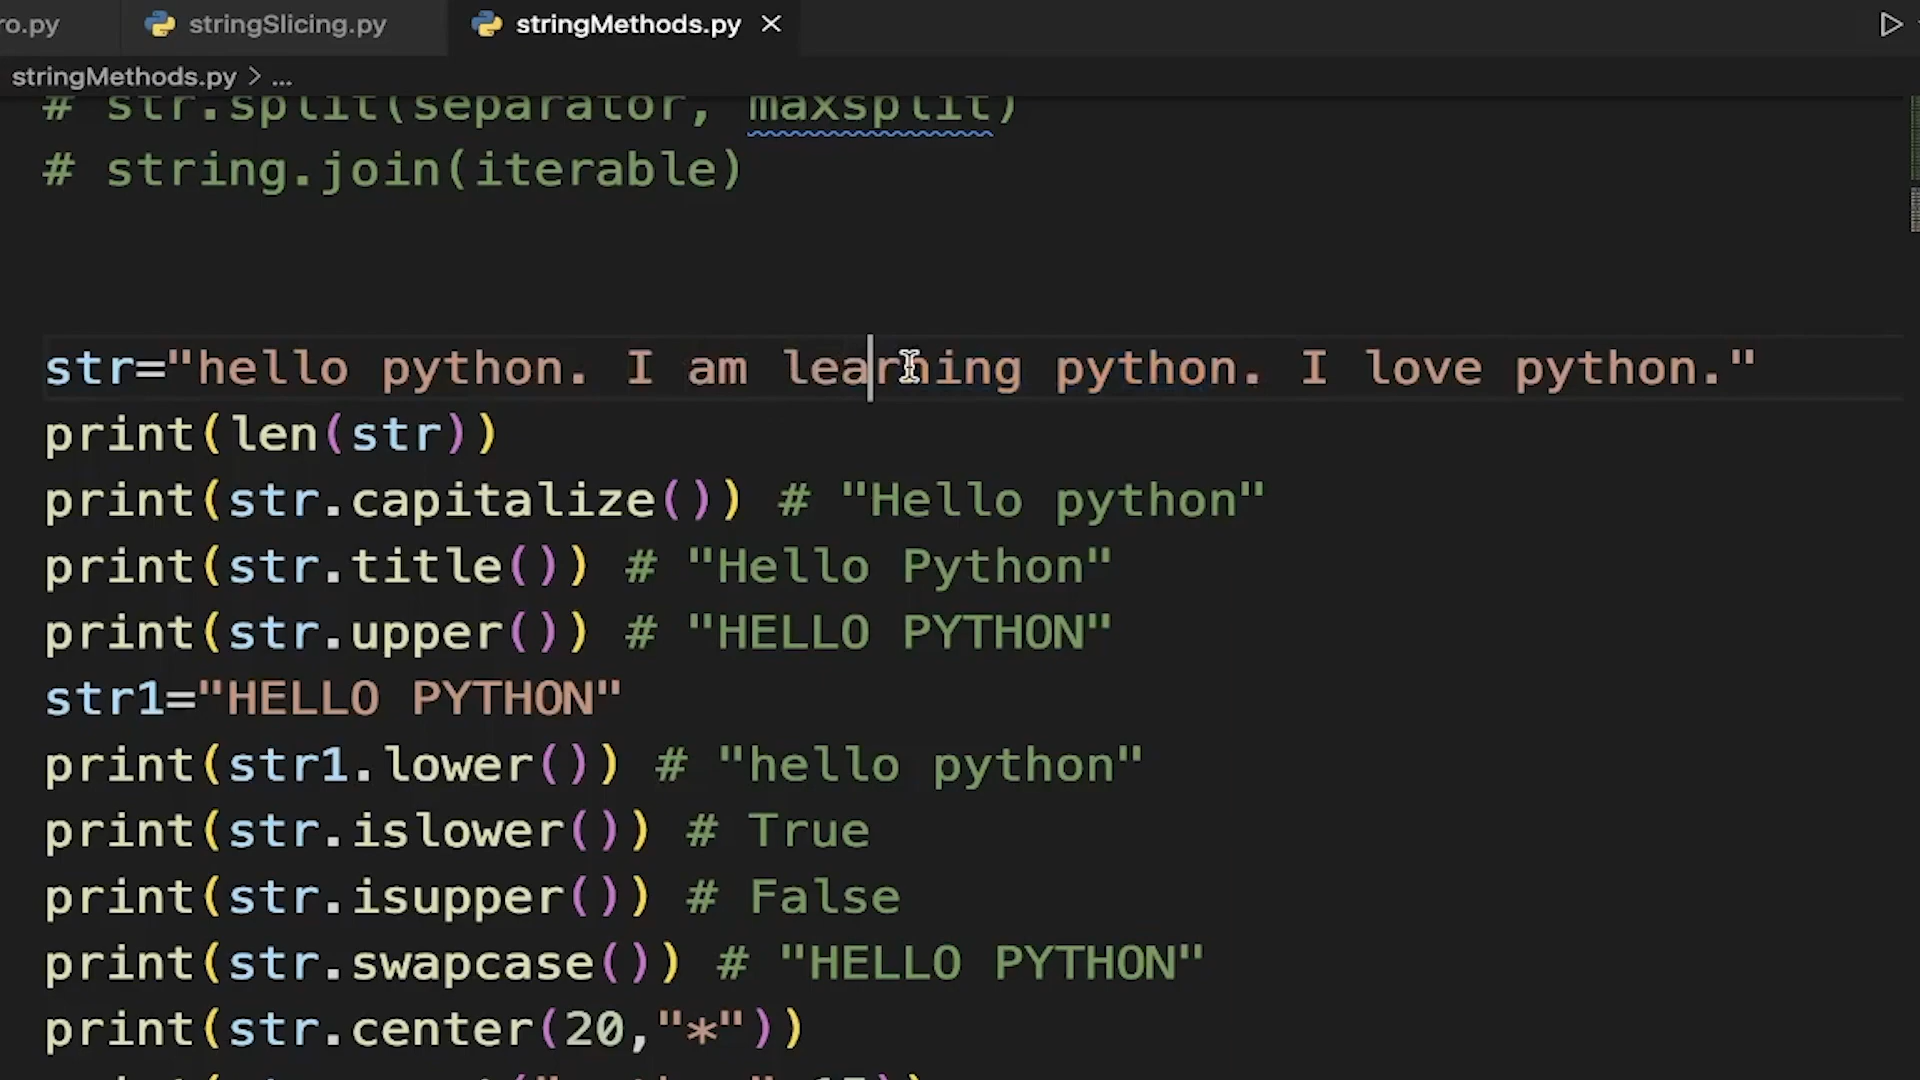 ro.py stringSlicing.py stringMethods.py
stringMethods.py > ...
# str.split(separator, maxsplit)
# string.join(iterable)
str="hello python. I am learning python. I love python."
print(len(str))
print(str.capitalize()) # "Hello python"
print(str.title()) # "Hello Python"
print(str.upper()) # "HELLO PYTHON"
str1="HELLO PYTHON"
print(str1.lower()) # "hello python"
print(str.islower()) # True
print(str.isupper()) # False
print(str.swapcase()) # "HELLO PYTHON"
print(str.center(20,"*"))